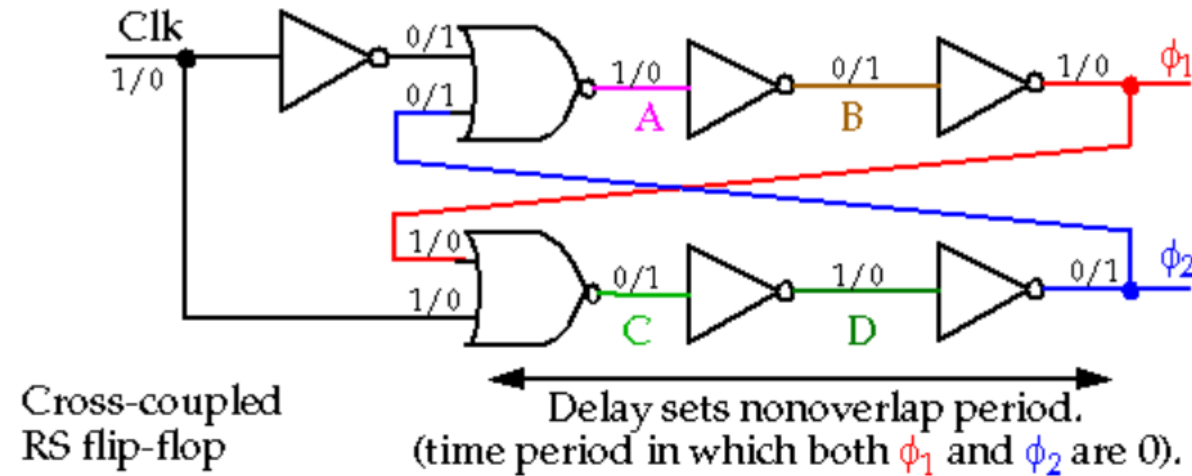 Clk
1/0
0/1
0/1
1/0
A
0/1
B
1/0
ϕ1
1/0
1/0
0/1
C
1/0
D
0/1
ϕ2
Cross-coupled
RS flip-flop
Delay sets nonoverlap period.
(time period in which both ϕ1 and ϕ2 are 0).